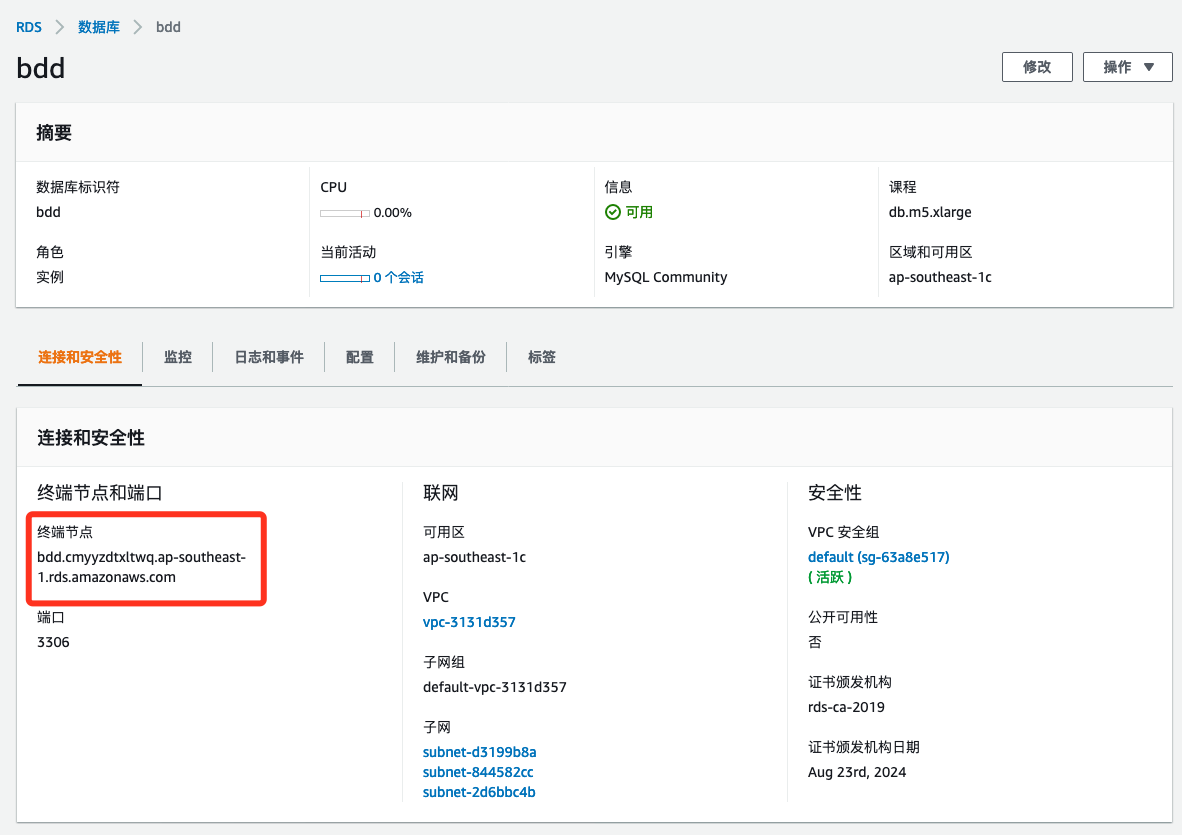 RDS > 数据库 > bdd
bdd
修改
操作 ▼
摘要
数据库标识符
bdd
角色
实例
CPU
0.00%
当前活动
0 个会话
信息
可用
引擎
MySQL Community
课程
db.m5.xlarge
区域和可用区
ap-southeast-1c
连接和安全性
监控
日志和事件
配置
维护和备份
标签
连接和安全性
终端节点和端口
终端节点
bdd.cmyyzdtxltwq.ap-southeast-
1.rds.amazonaws.com
端口
3306
联网
可用区
ap-southeast-1c
VPC
vpc-3131d357
子网组
default-vpc-3131d357
子网
subnet-d3199b8a
subnet-844582cc
subnet-2d6bbc4b
安全性
VPC 安全组
default (sg-63a8e517)
( 活跃 )
公开可用性
否
证书颁发机构
rds-ca-2019
证书颁发机构日期
Aug 23rd, 2024